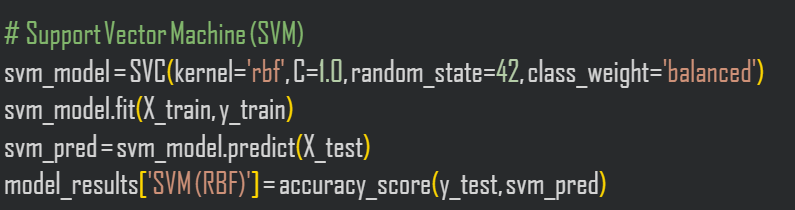 # Support Vector Machine (SVM)
svm_model = SVC(kernel='rbf', C=1.0, random_state=42, class_weight='balanced')
svm_model.fit(X_train, y_train)
svm_pred = svm_model.predict(X_test)
model_results['SVM (RBF)'] = accuracy_score(y_test, svm_pred)